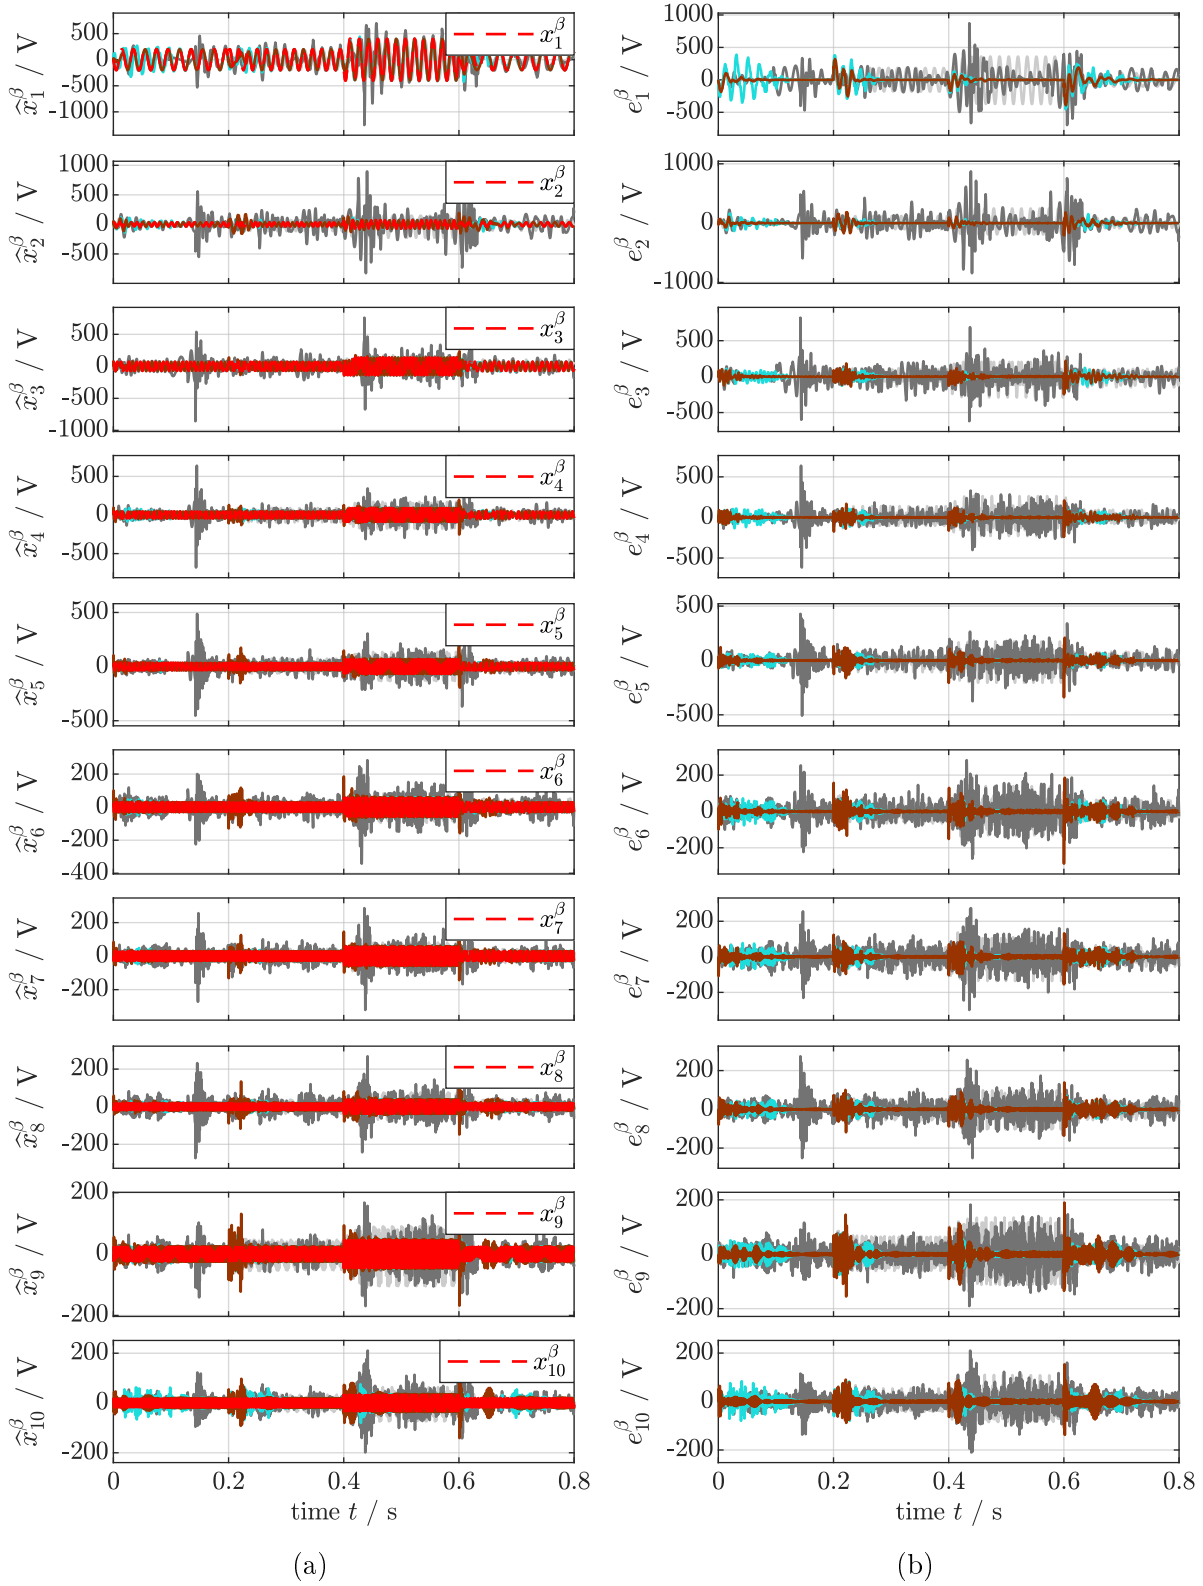 500
0
-500
-1000
x̂₁^β / V
x₁^β
1000
500
0
-500
x̂₂^β / V
x₂^β
500
0
-500
-1000
x̂₃^β / V
x₃^β
500
0
-500
x̂₄^β / V
x₄^β
500
0
-500
x̂₅^β / V
x₅^β
200
0
-200
-400
x̂₆^β / V
x₆^β
200
0
-200
x̂₇^β / V
x₇^β
200
0
-200
x̂₈^β / V
x₈^β
200
0
-200
x̂₉^β / V
x₉^β
200
0
-200
x̂₁₀^β / V
x₁₀^β
0 0.2 0.4 0.6 0.8
time t / s
(a)
1000
500
0
-500
e₁^β / V
1000
0
-1000
e₂^β / V
500
0
-500
e₃^β / V
500
0
-500
e₄^β / V
500
0
-500
e₅^β / V
200
0
-200
e₆^β / V
200
0
-200
e₇^β / V
200
0
-200
e₈^β / V
200
0
-200
e₉^β / V
200
0
-200
e₁₀^β / V
0 0.2 0.4 0.6 0.8
time t / s
(b)